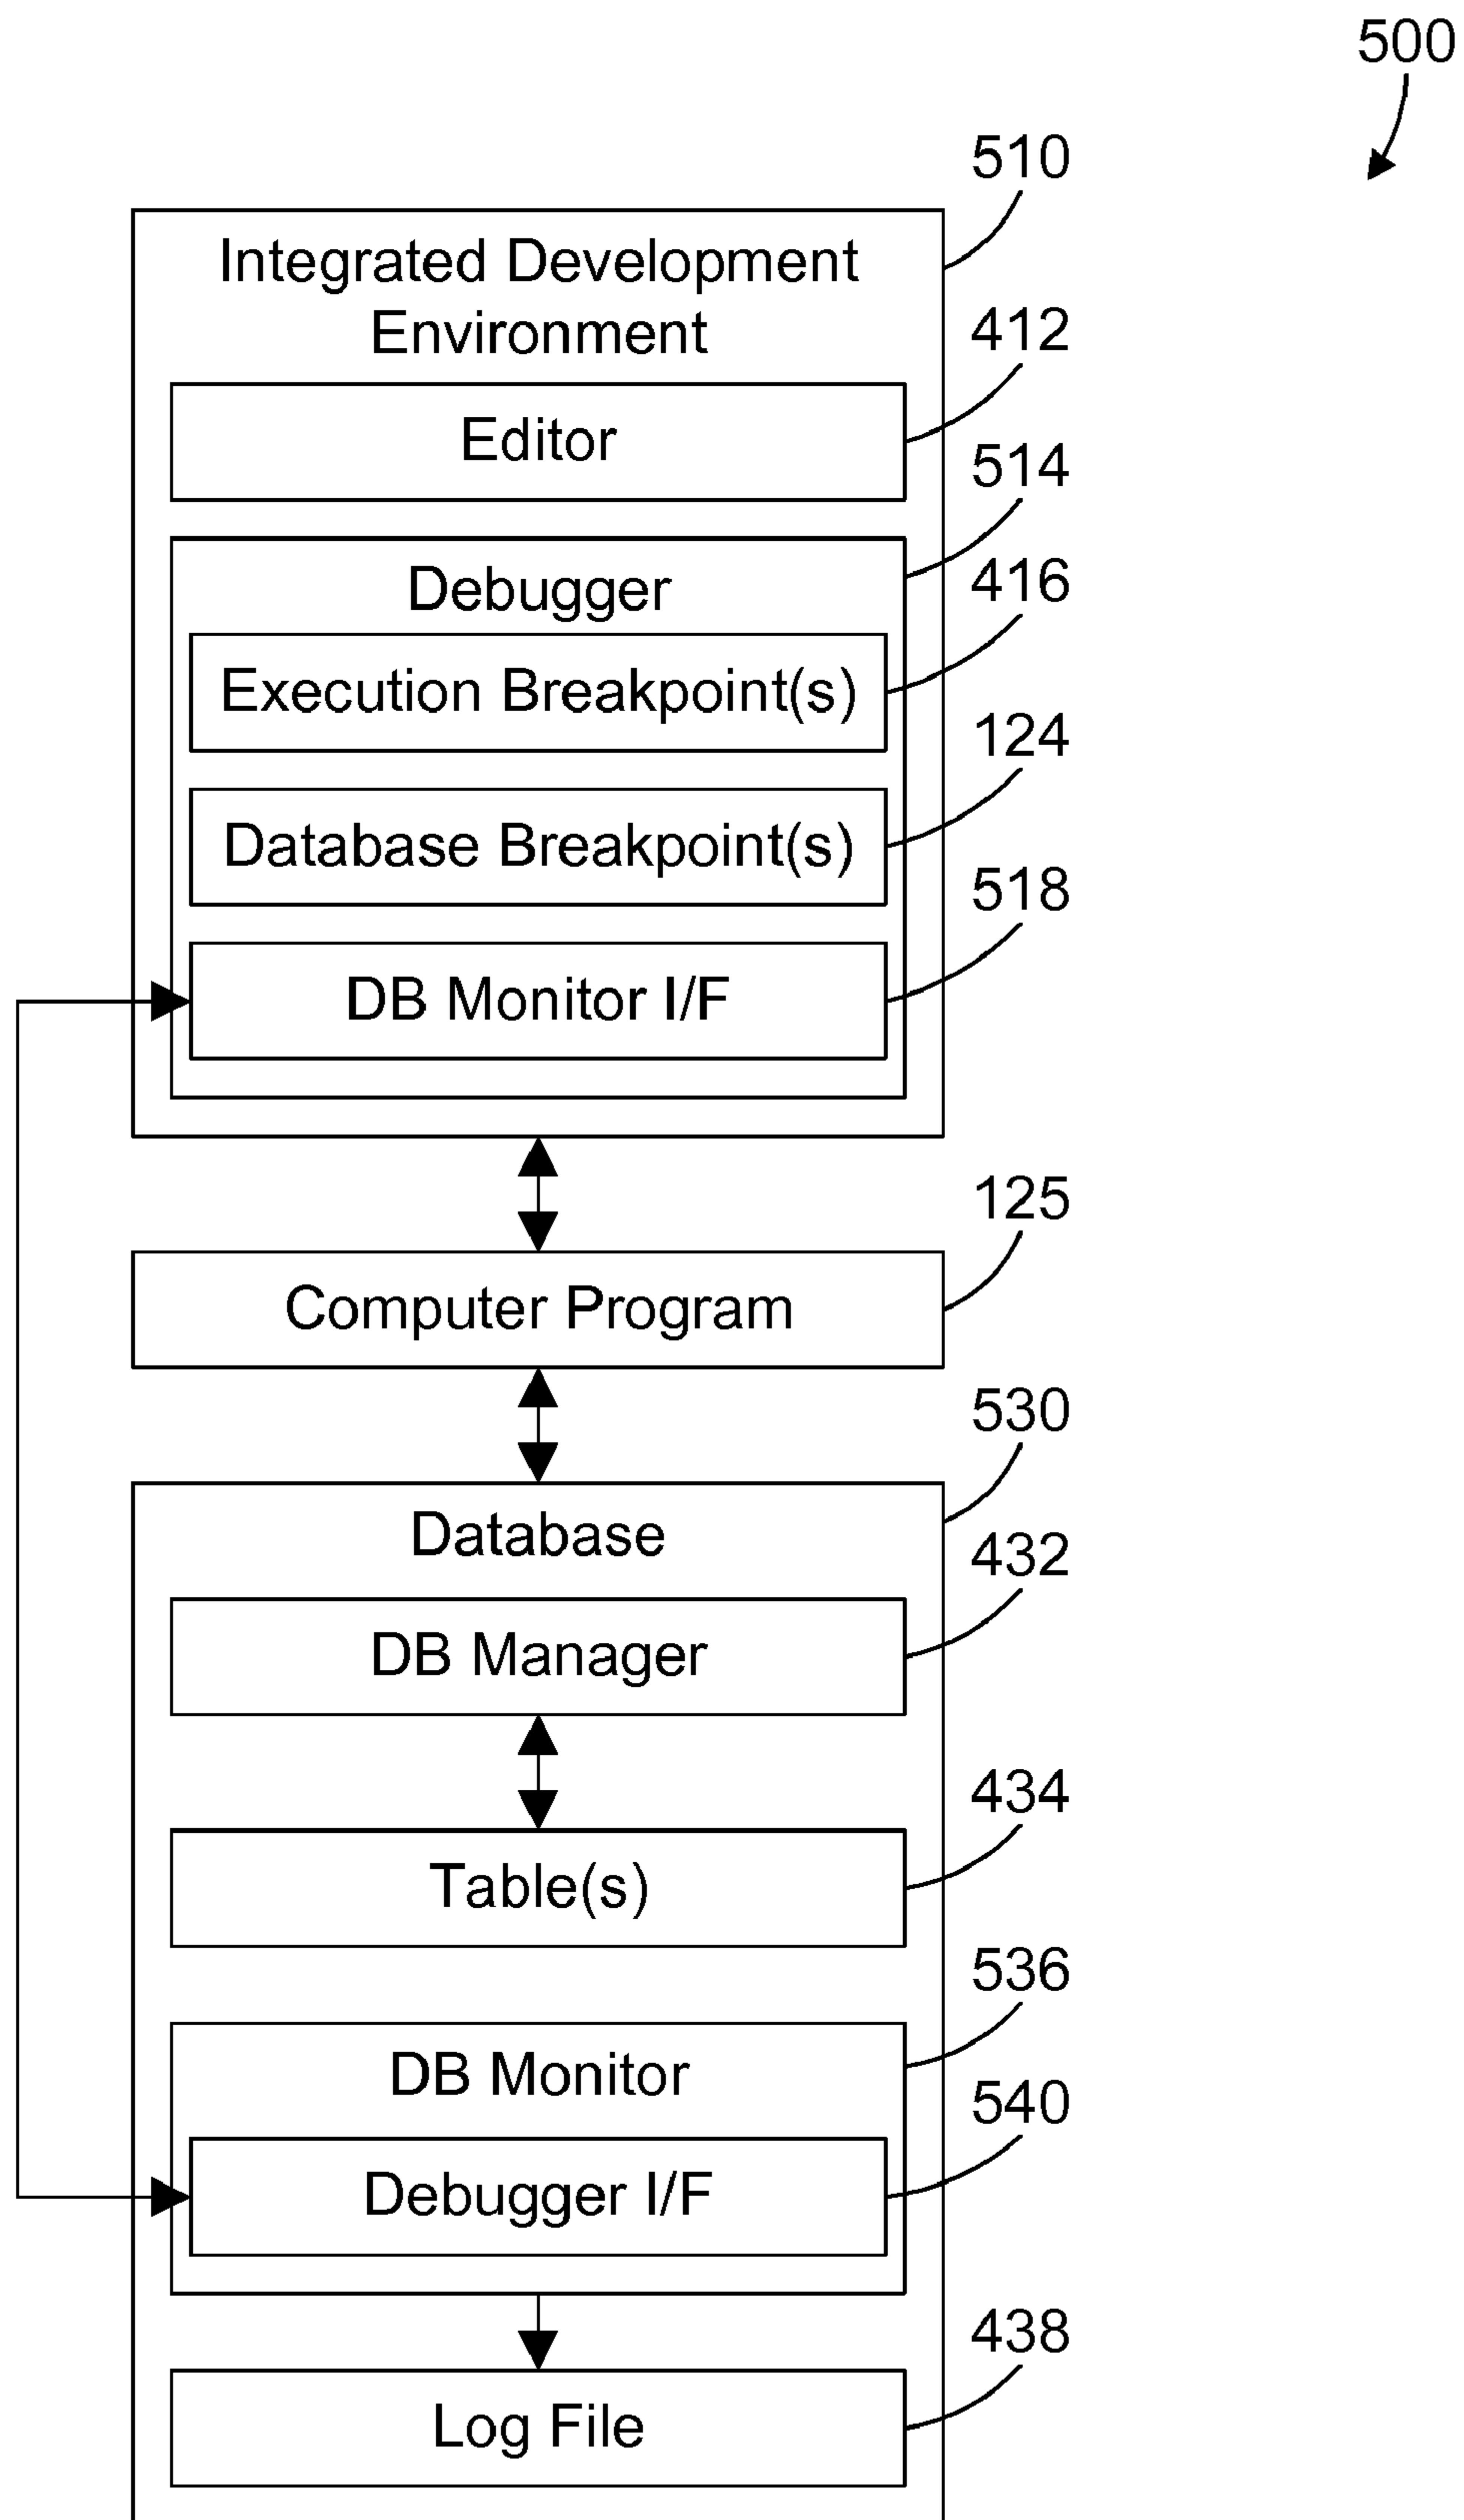 500
510
Integrated Development
Environment
412
Editor
514
Debugger
416
Execution Breakpoint(s)
124
Database Breakpoint(s)
518
DB Monitor I/F
125
Computer Program
530
Database
432
DB Manager
434
Table(s)
536
DB Monitor
540
Debugger I/F
438
Log File